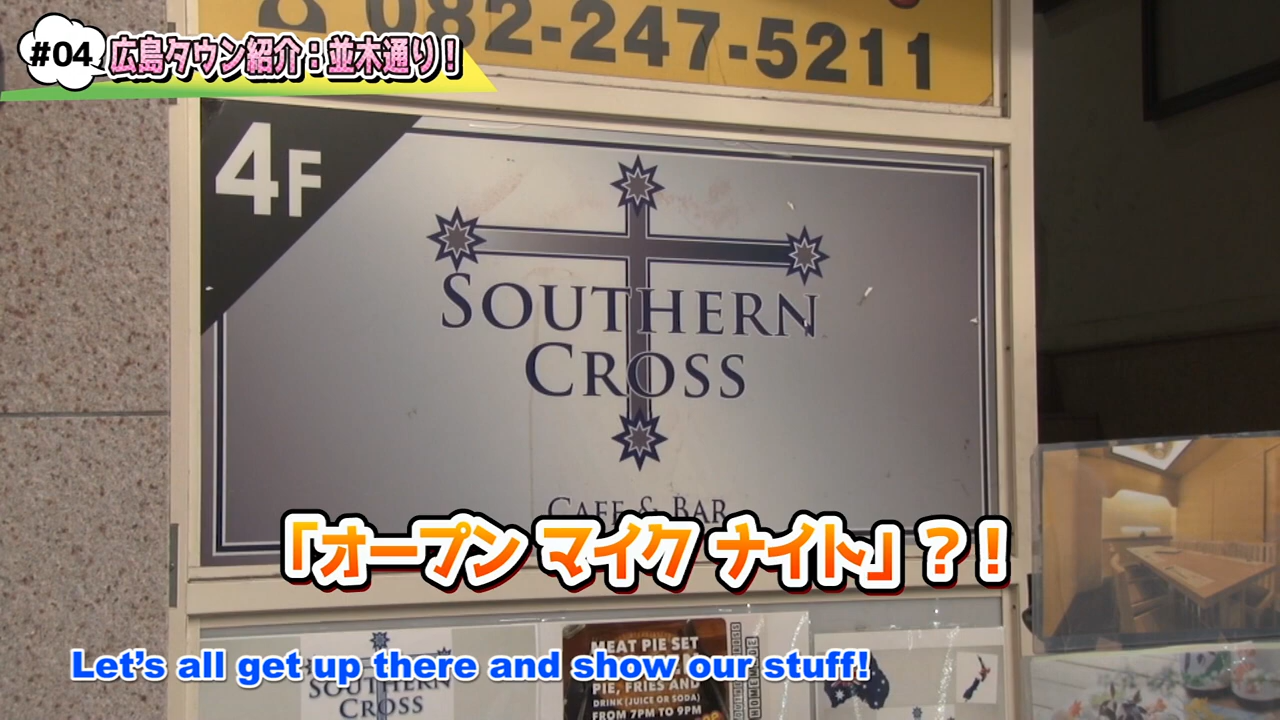 #04 広島タウン紹介：並木通り！
082-247-5211
4F
SOUTHERN
CROSS
CAFE & BAR
「オープン マイク ナイト」？！
Let's all get up there and show our stuff!
SOUTHERN
CROSS
MEAT PIE SET
PIE, FRIES AND
DRINK (JUICE OR SODA)
FROM 7PM TO 9PM